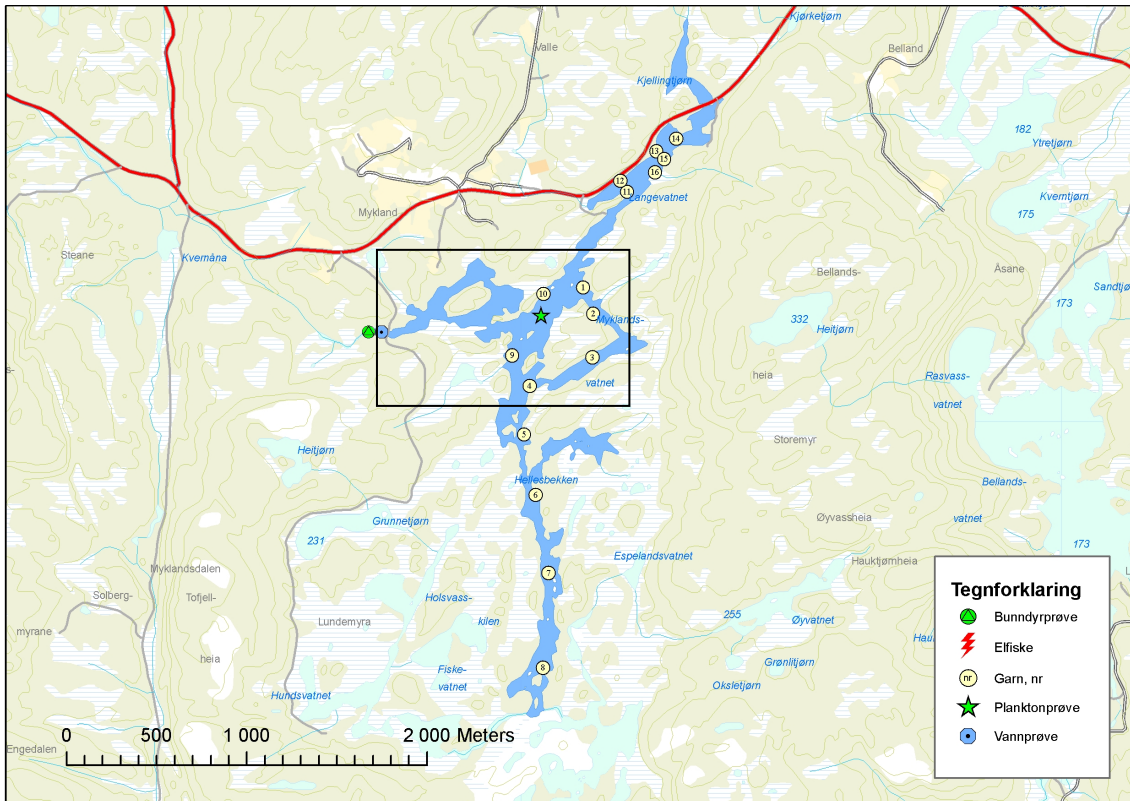 Kjørketjørn
Valle
Belland
Kjellingtjørn
182
Ytretjørn
14
13
15
16
12
11
Langevatnet
Kverntjørn
175
Mykland
Steane
Kvernåna
Bellands-
Åsane
Sandtjø
173
10
1
2
Myklands-
332
Heitjørn
9
3
vatnet
4
heia
Rasvass-
vatnet
s-
5
Storemyr
Heitjørn
Hellesbekken
6
Bellands-
vatnet
Grunnetjørn
231
Øyvassheia
173
Espelandsvatnet
Hauktjørnheia
Myklandsdalen
7
Solberg-
Tofjell-
Holsvass-
kilen
255
Øyvatnet
myrane
Lundemyra
heia
Fiske-
vatnet
8
Grønlitjørn
Oksletjørn
Hundsvatnet
Engedalen
Hau
L
0 500 1 000 2 000 Meters
Tegnforklaring
Bunndyrprøve
Elfiske
nr Garn, nr
Planktonprøve
Vannprøve